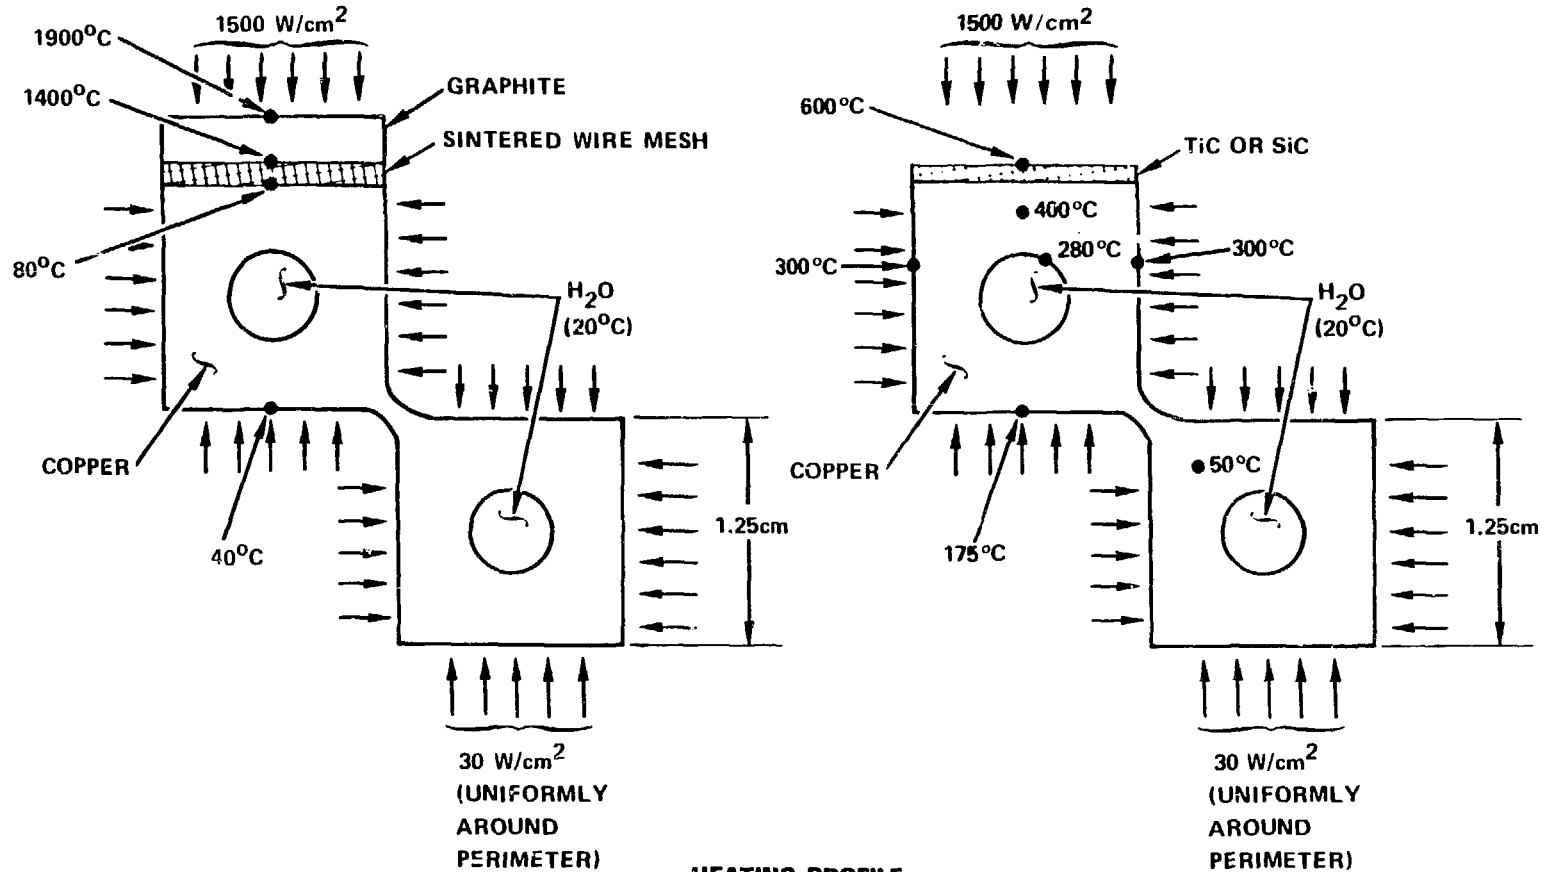 1500 W/cm2
1900°C
1400°C
GRAPHITE
SINTERED WIRE MESH
80°C
H2O
(20°C)
COPPER
40°C
1.25cm
30 W/cm2
(UNIFORMLY
AROUND
PERIMETER)
1500 W/cm2
600°C
TiC OR SiC
400°C
280°C
300°C
300°C
H2O
(20°C)
COPPER
50°C
175°C
1.25cm
30 W/cm2
(UNIFORMLY
AROUND
PERIMETER)
HEATING PROFILE